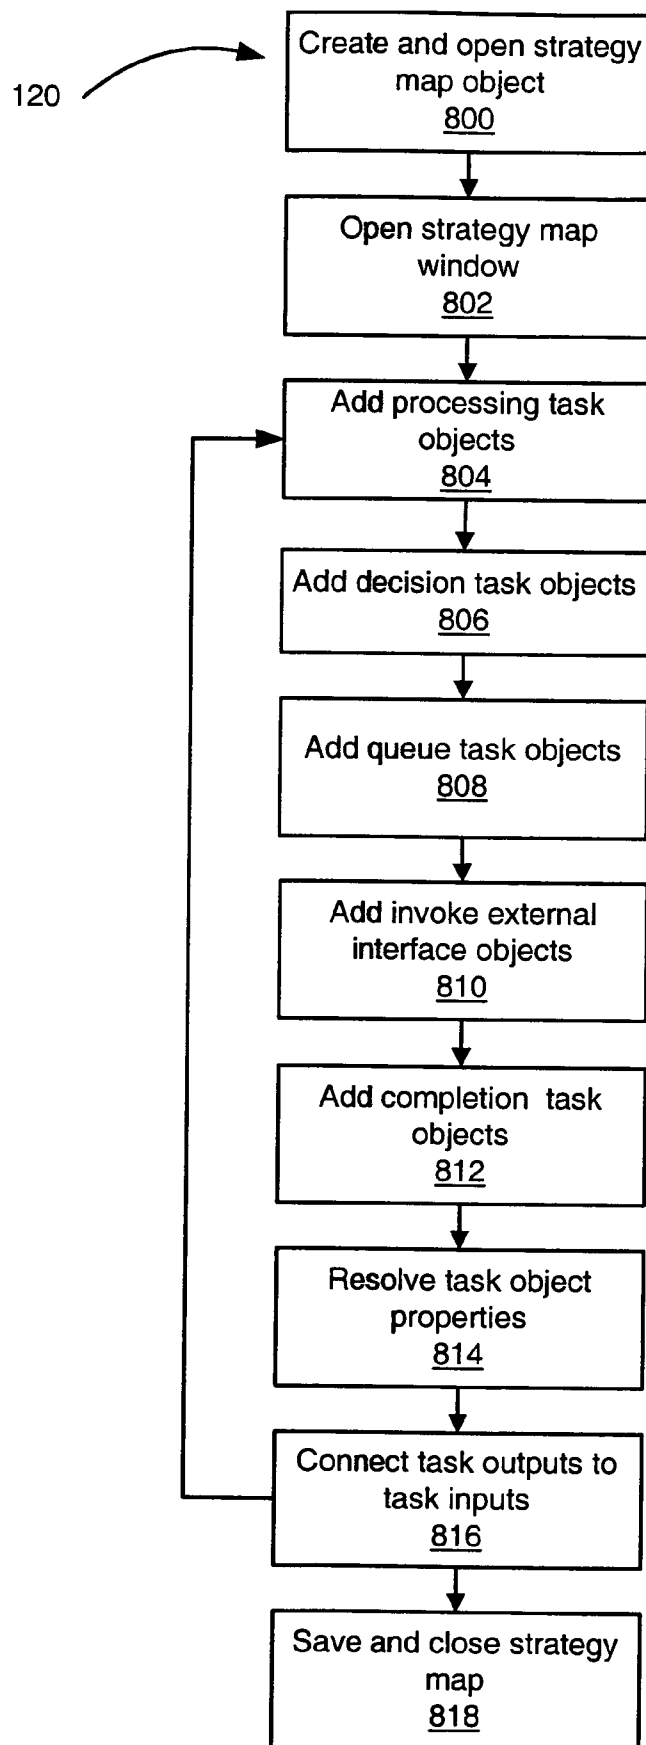 Create and open strategy
map object
800
120
Open strategy map
window
802
Add processing task
objects
804
Add decision task objects
806
Add queue task objects
808
Add invoke external
interface objects
810
Add completion task
objects
812
Resolve task object
properties
814
Connect task outputs to
task inputs
816
Save and close strategy
map
818